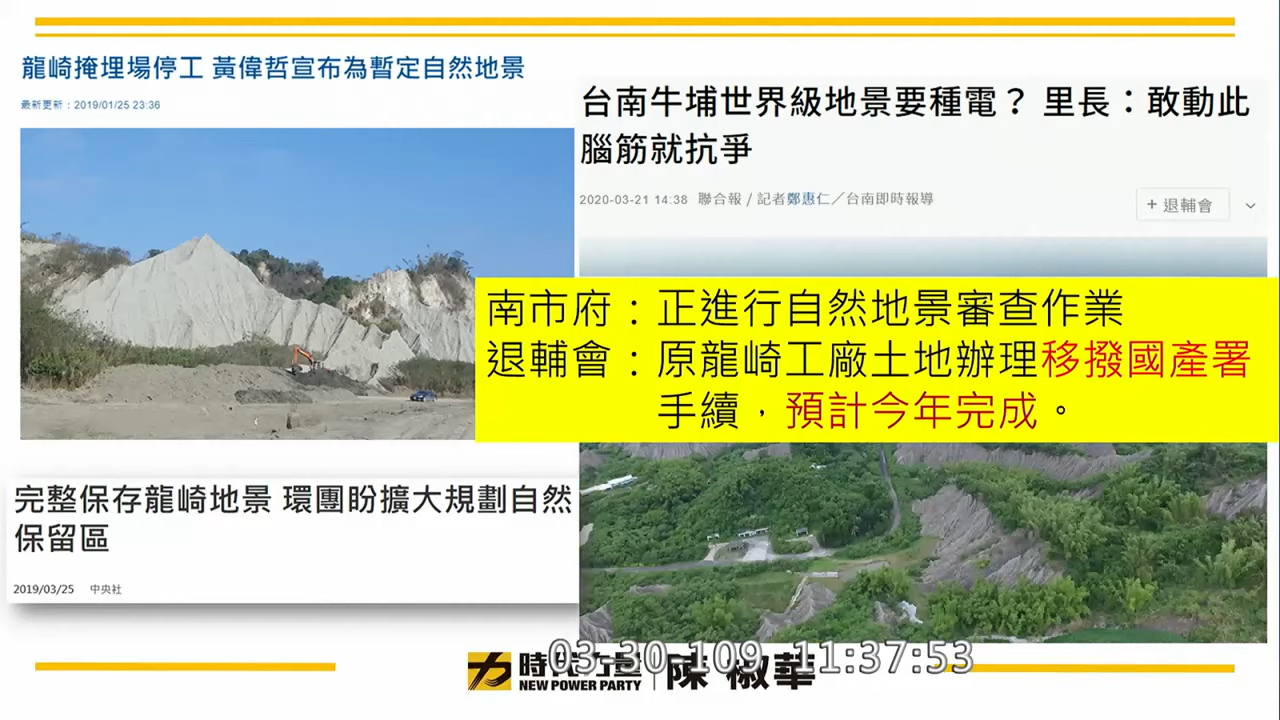 龍崎掩埋場停工 黃偉哲宣布為暫定自然地景
最新更新：2019/01/25 23:36
台南牛埔世界級地景要種電？ 里長：敢動此
腦筋就抗爭
2020-03-21 14:38 聯合報 / 記者鄭惠仁／台南即時報導
+ 退輔會
南市府：正進行自然地景審查作業
退輔會：原龍崎工廠土地辦理移撥國產署
手續，預計今年完成。
完整保存龍崎地景 環團盼擴大規劃自然
保留區
2019/03/25 中央社
時代力量
NEW POWER PARTY
陳椒華
03-30-109 11:37:53